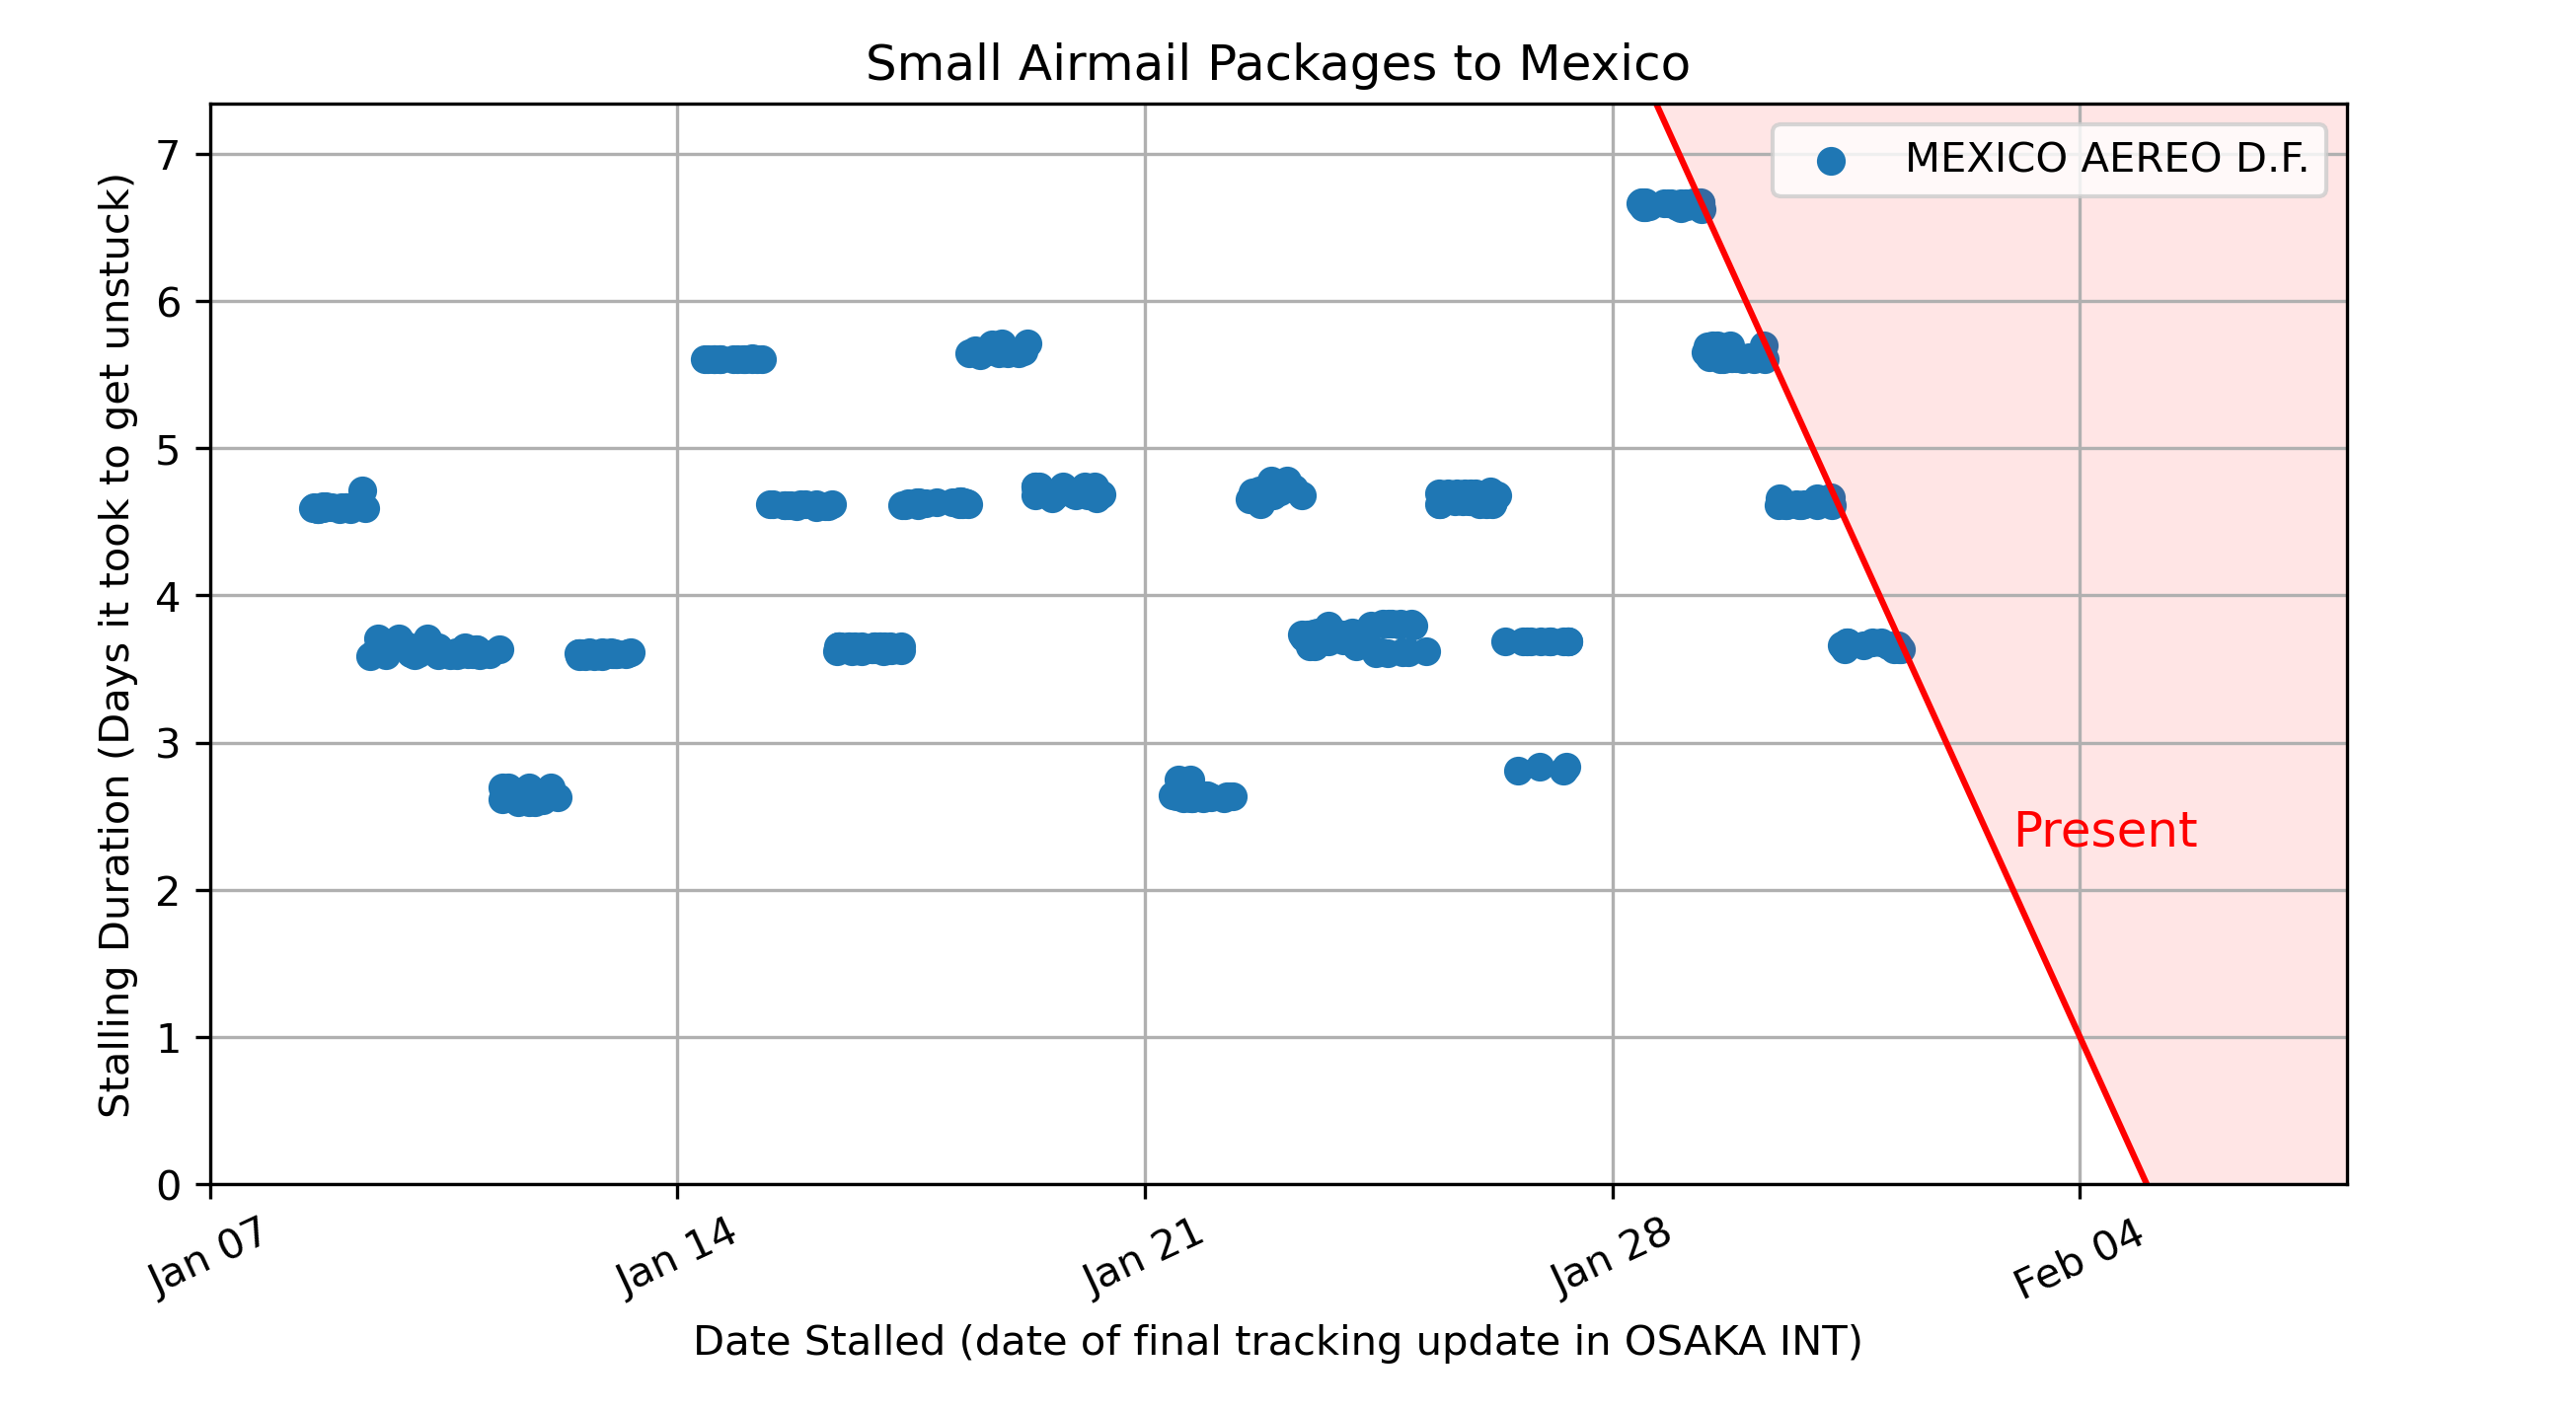 Small Airmail Packages to Mexico
MEXICO AEREO D.F.
Stalling Duration (Days it took to get unstuck)
7
6
5
4
3
2
1
0
Present
Jan 07
Jan 14
Jan 21
Jan 28
Feb 04
Date Stalled (date of final tracking update in OSAKA INT)